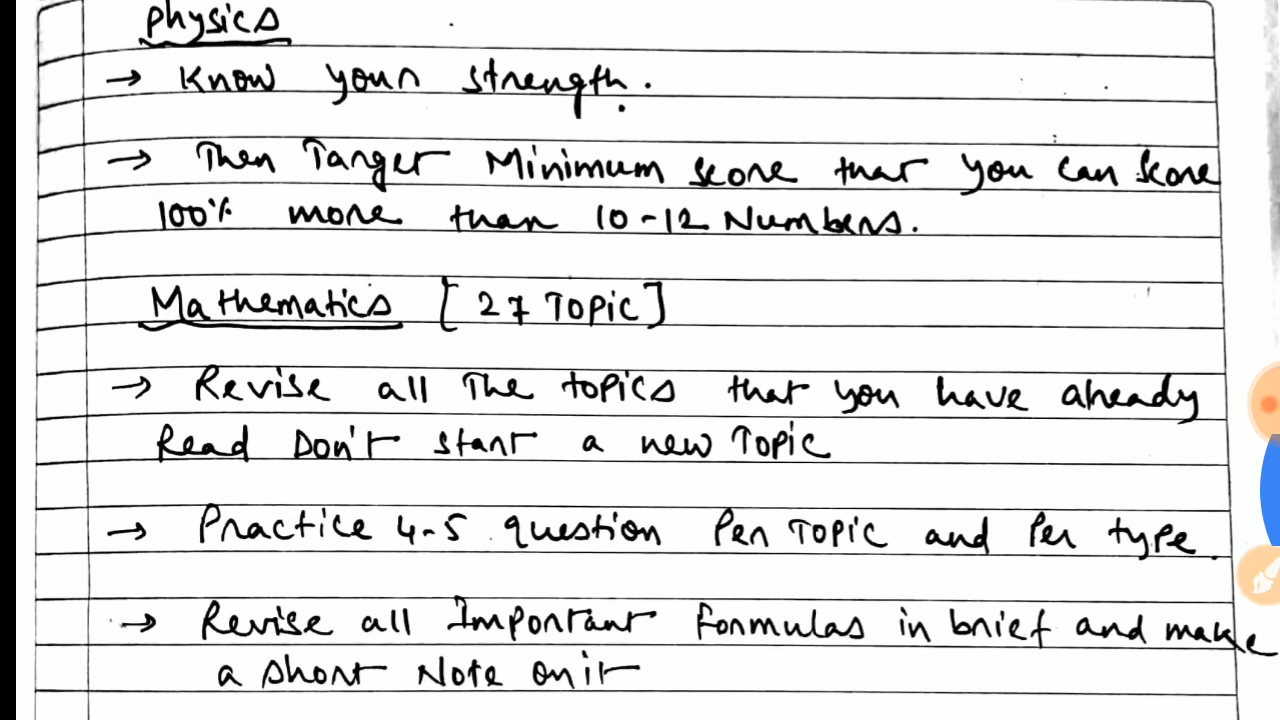 Physics
→ Know your strength.
→ Then Target Minimum score that you can score
100% more than 10-12 Numbers.
Mathematics [27 Topic]
→ Revise all The topics that you have already
Read Don't start a new Topic
→ Practice 4-5 question Per Topic and Per type.
→ Revise all Important formulas in brief and make
a short Note on it